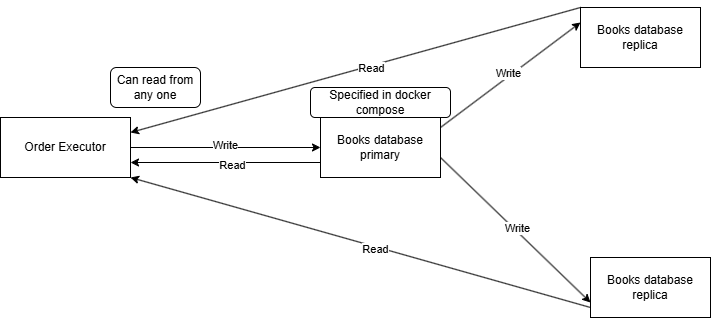 Books database
replica
Read
Write
Can read from
any one
Specified in docker
compose
Order Executor
Write
Read
Books database
primary
Write
Read
Books database
replica